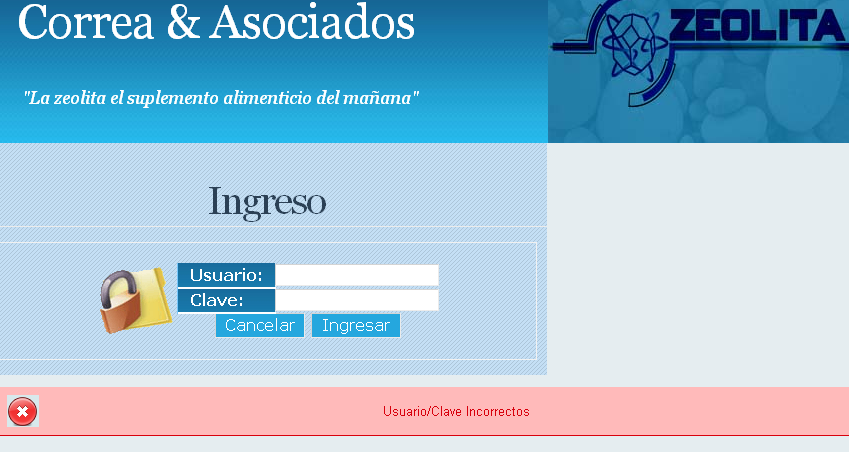 Correa & Asociados
ZEOLITA
"La zeolita el suplemento alimenticio del mañana"
Ingreso
Usuario:
Clave:
Cancelar Ingresar
Usuario/Clave Incorrectos